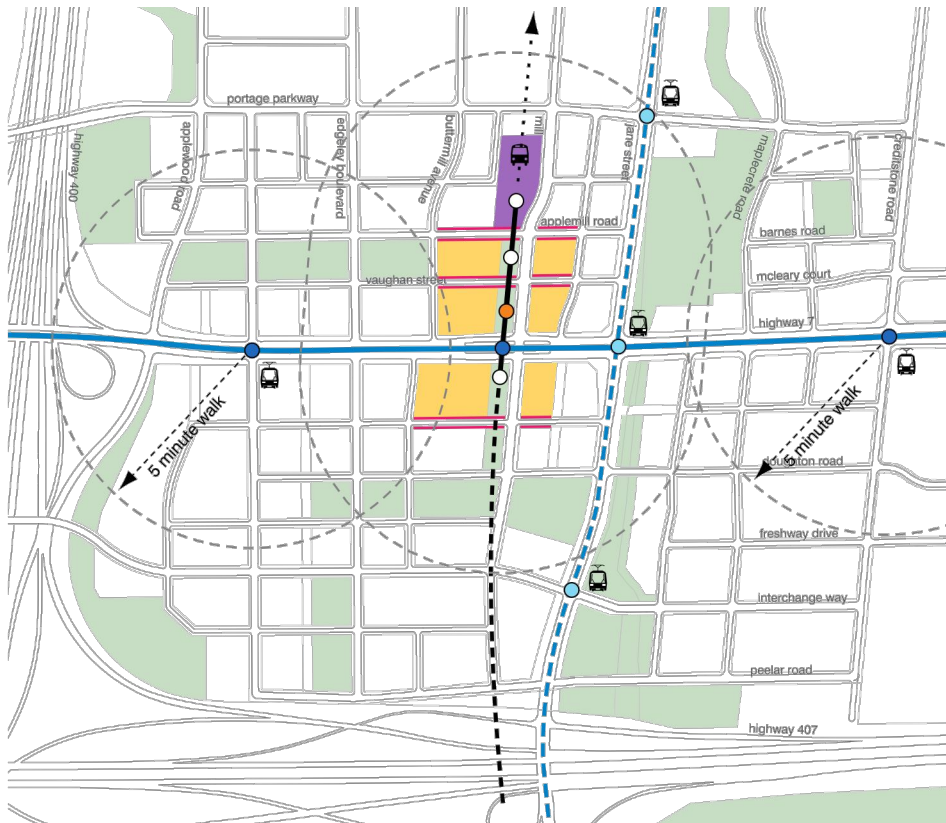 portage parkway
highway 400
applewood road
edgeley boulevard
buttermill avenue
mill
jane street
maplecrete road
creditstone road
applemill road
barnes road
vaughan street
mcleary court
highway 7
5 minute walk
5 minute walk
doughton road
freshway drive
interchange way
peelar road
highway 407